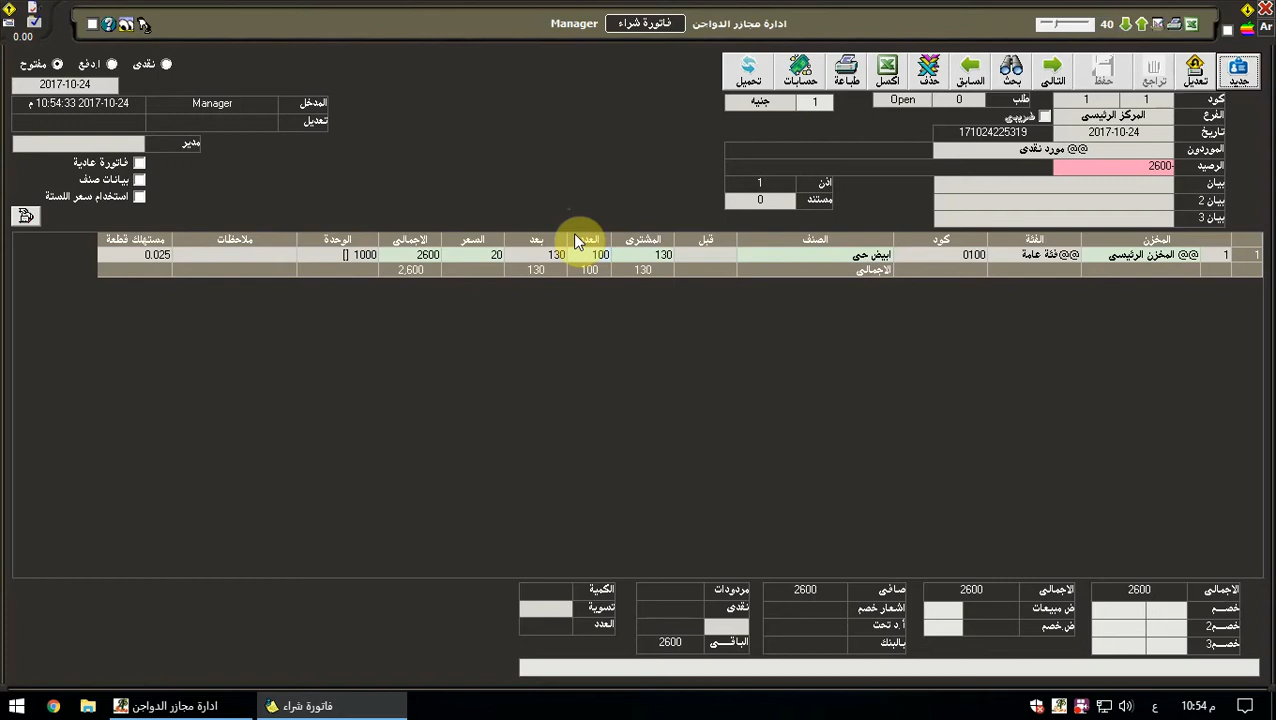 ادارة مجازر الدواجن
فاتورة شراء
Manager
40
Ar
0.00
جديد
تعديل
تراجع
حفظ
التالى
بحث
السابق
حذف
اكسل
طباعة
حسابات
تحميل
نقدى
ا.دفع
مفتوح
2017-10-24
المدخل Manager 2017-10-24 10:54:33 م
تعديل
مدير
فاتورة عادية
بيانات صنف
استخدام سعر اللستة
كود 1 1 طلب 0 Open
1 جنيه
الفرع المركز الرئيسى ضريبى
تاريخ 2017-10-24 171024225319
الموردون @@ مورد نقدى
الرصيد 2600-
بيان
بيان 2
بيان 3
اذن 1
مستند 0
المخزن الفئة كود الصنف قبل المشترى العدد بعد السعر الاجمالى الوحدة ملاحظات مستهلك قطعة
1 1 @@ المخزن الرئيسى @@فئة عامة 0100 ابيض حى 130 100 130 20 2600 1000 [] 0.025
الاجمالى 130 100 130 2,600
الاجمالى 2600
خصم
خصم2
خصم3
الاجمالى 2600
ض مبيعات
ض.خصم
صافى 2600
اشعار خصم
أ.د تحت
بالبنك
مردودات
نقدى
الباقى 2600
الكمية
تسوية
العدد
ادارة مجازر الدواجن
فاتورة شراء
ع
10:54 م